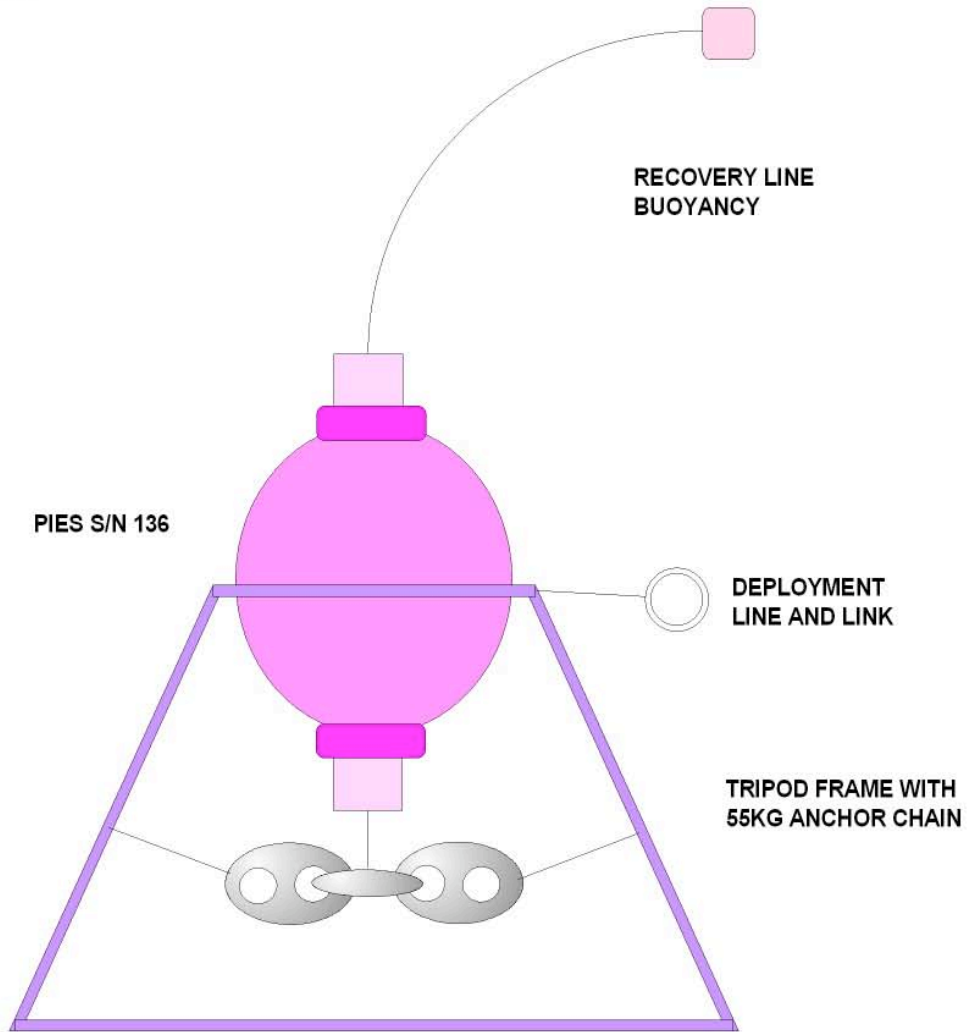 RECOVERY LINE
BUOYANCY
PIES S/N 136
DEPLOYMENT
LINE AND LINK
TRIPOD FRAME WITH
55KG ANCHOR CHAIN